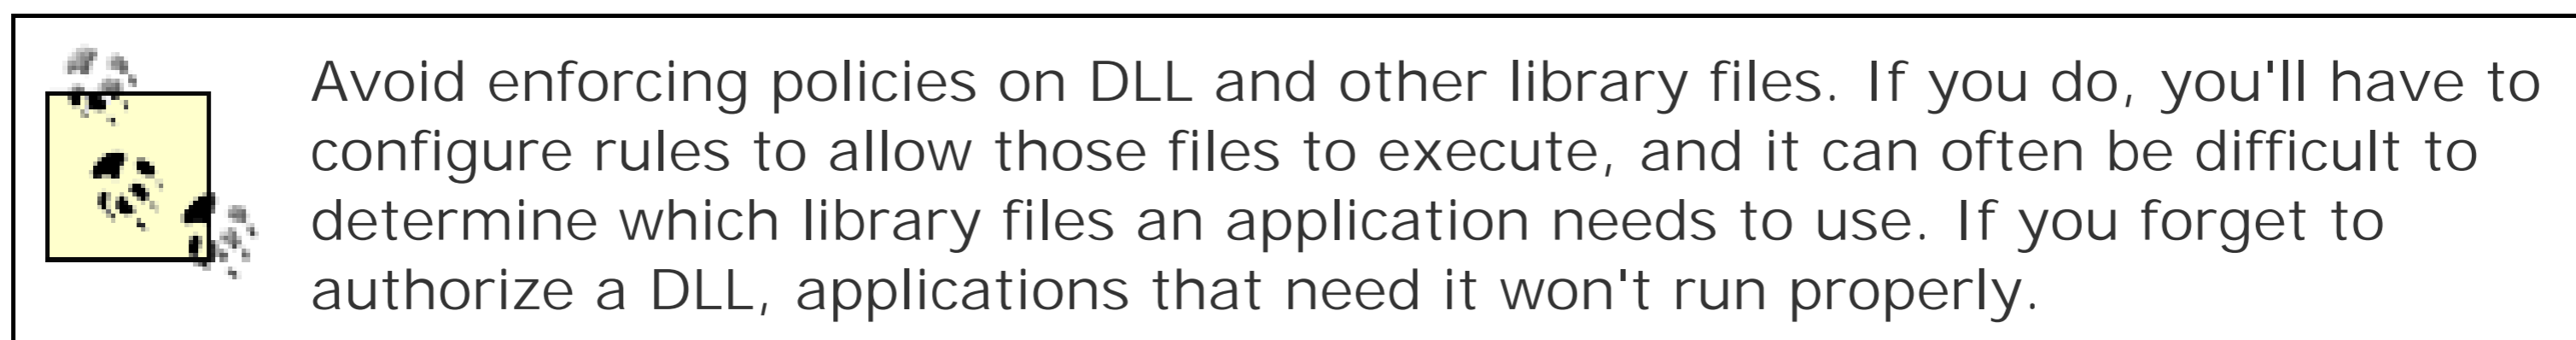 Avoid enforcing policies on DLL and other library files. If you do, you'll have to
configure rules to allow those files to execute, and it can often be difficult to
determine which library files an application needs to use. If you forget to
authorize a DLL, applications that need it won't run properly.